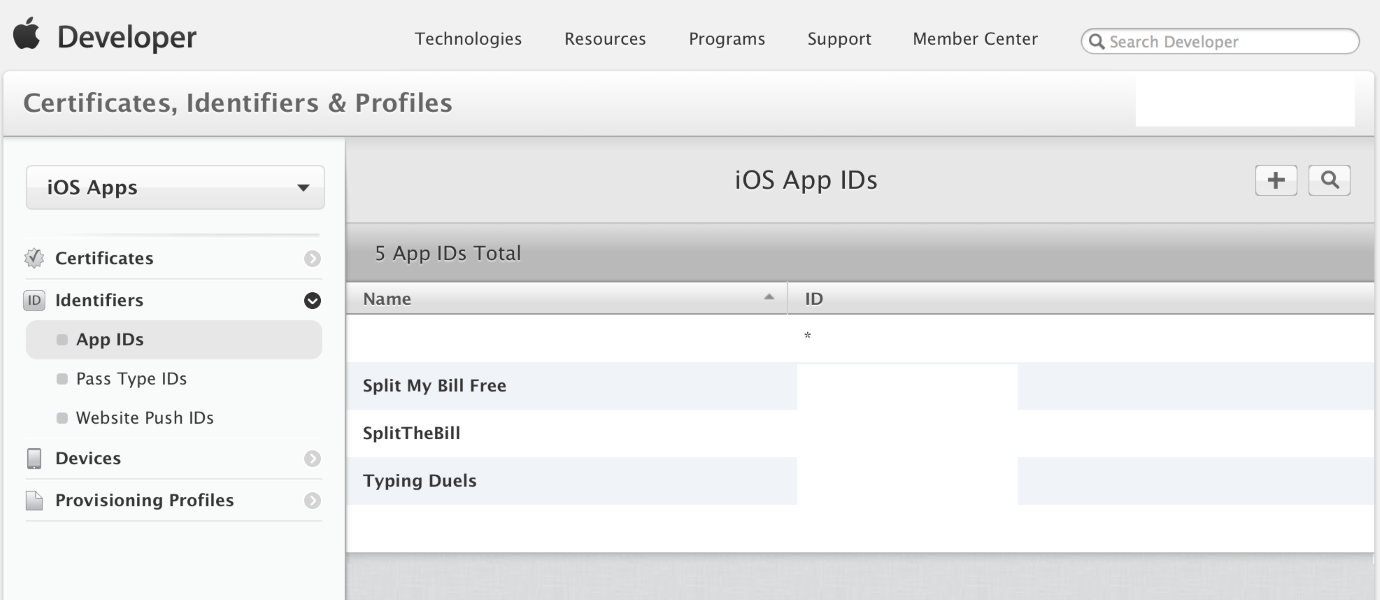 Developer
Technologies Resources Programs Support Member Center Search Developer
Certificates, Identifiers & Profiles
iOS Apps
iOS App IDs
Certificates
5 App IDs Total
ID Identifiers
Name ID
App IDs
*
Pass Type IDs
Split My Bill Free
Website Push IDs
SplitTheBill
Devices
Typing Duels
Provisioning Profiles